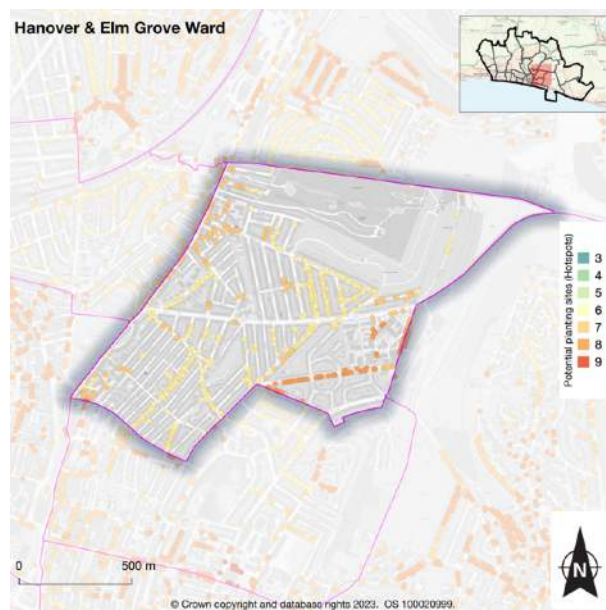 Hanover & Elm Grove Ward
Potential planting sites (Hotspots)
3
4
5
6
7
8
9
N
0 500 m
© Crown copyright and database rights 2023. OS 100020999.